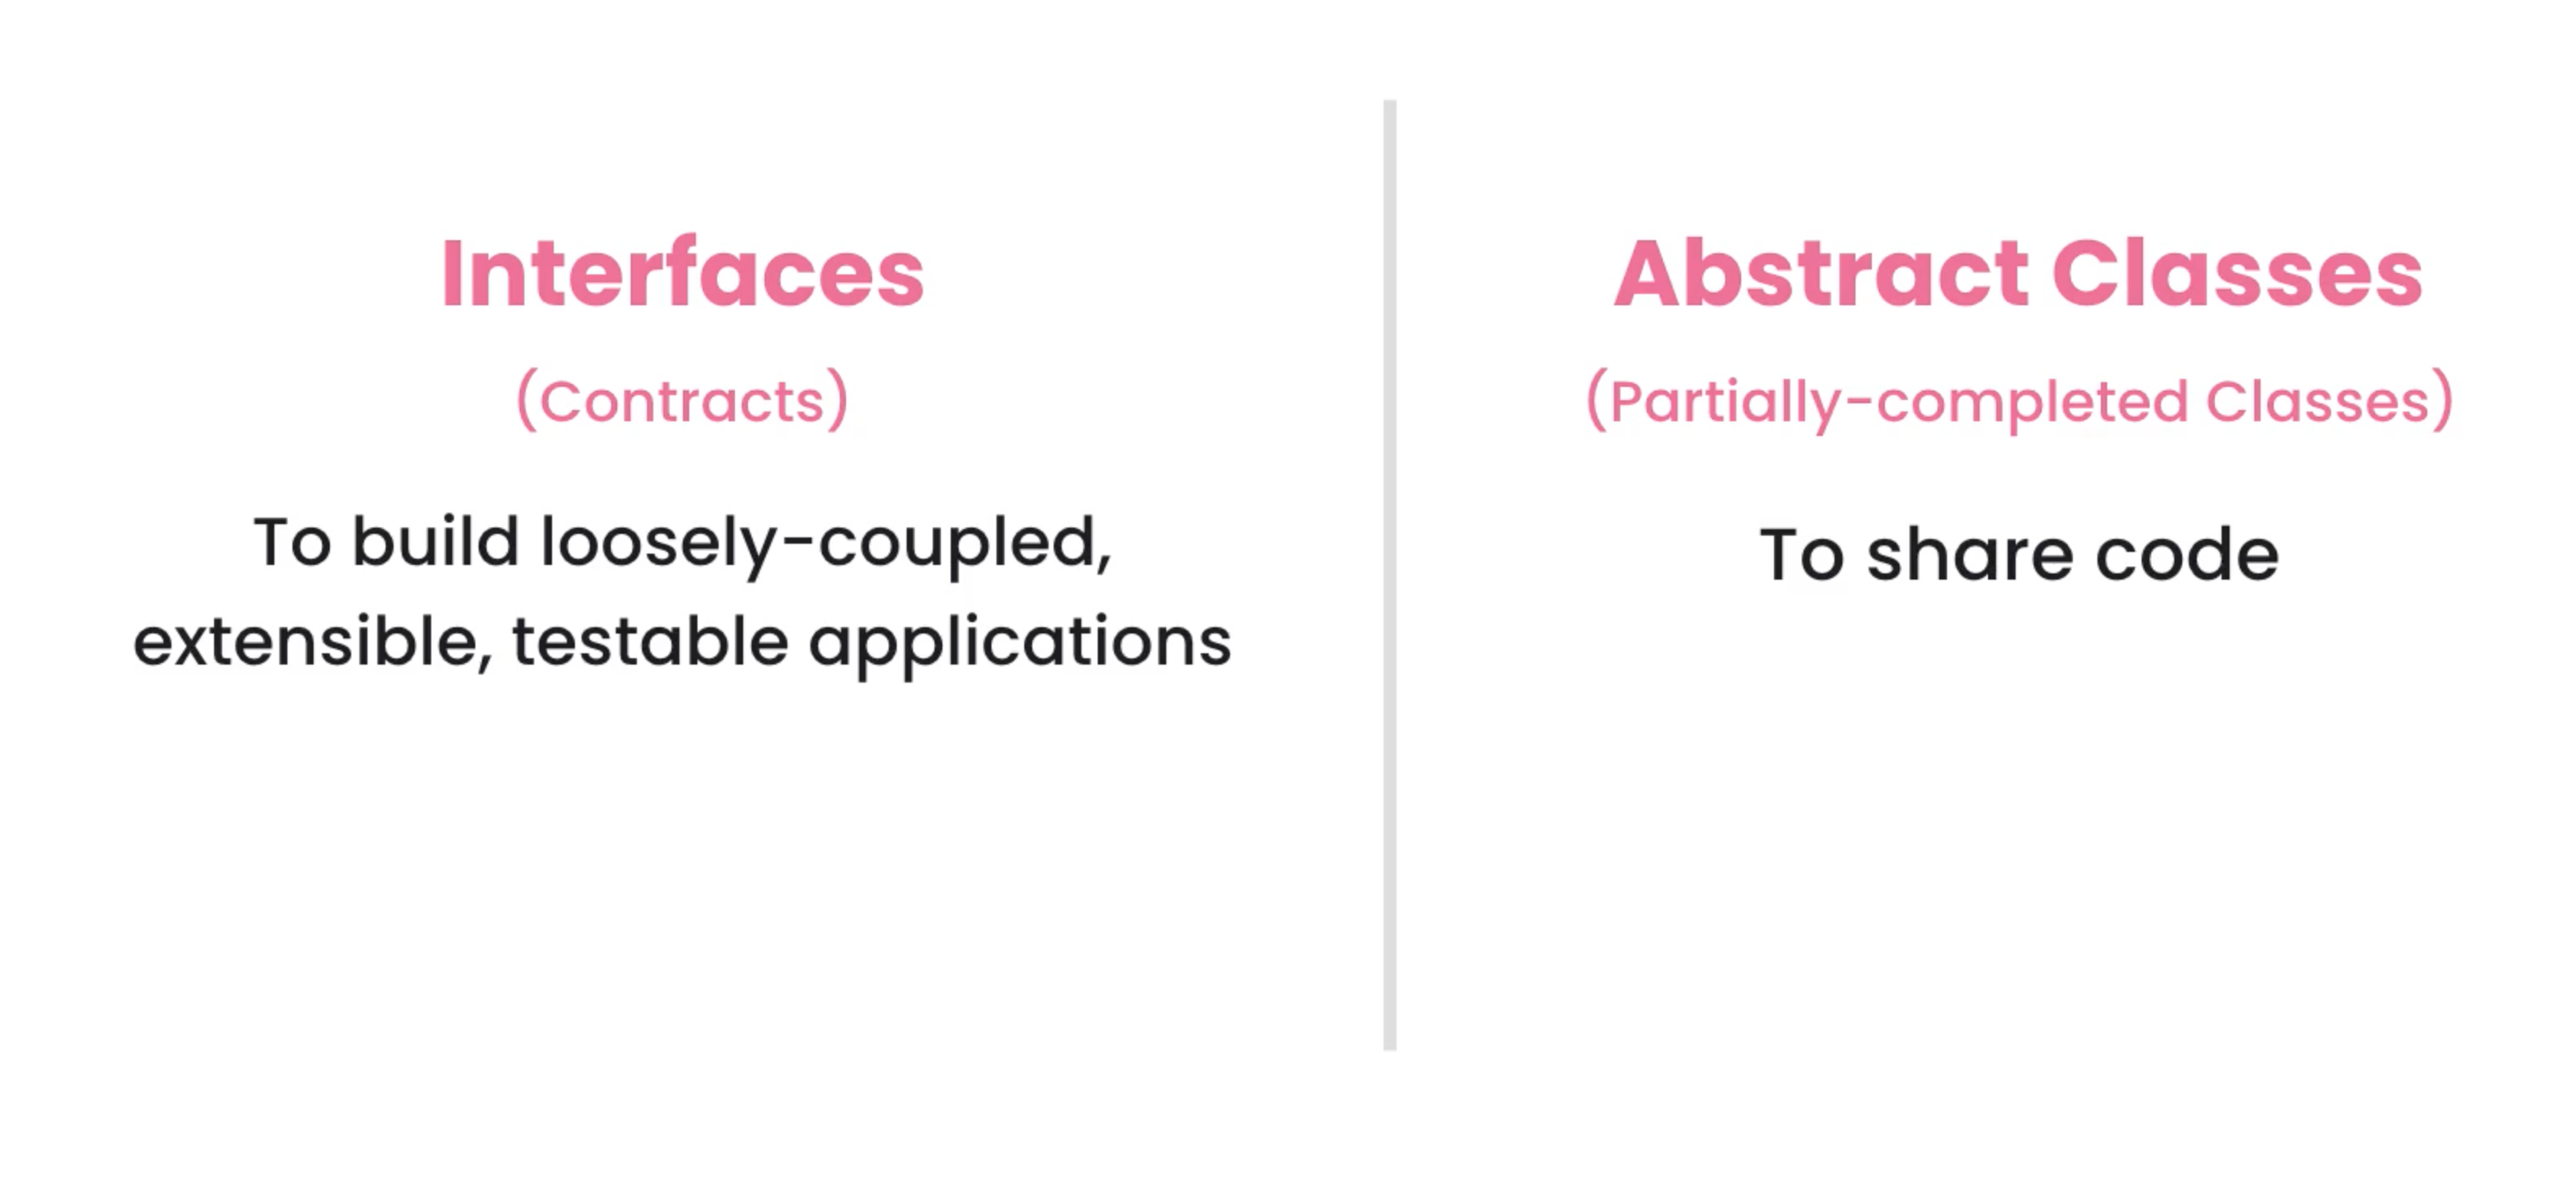 Interfaces
(Contracts)
To build loosely-coupled,
extensible, testable applications
Abstract Classes
(Partially-completed Classes)
To share code